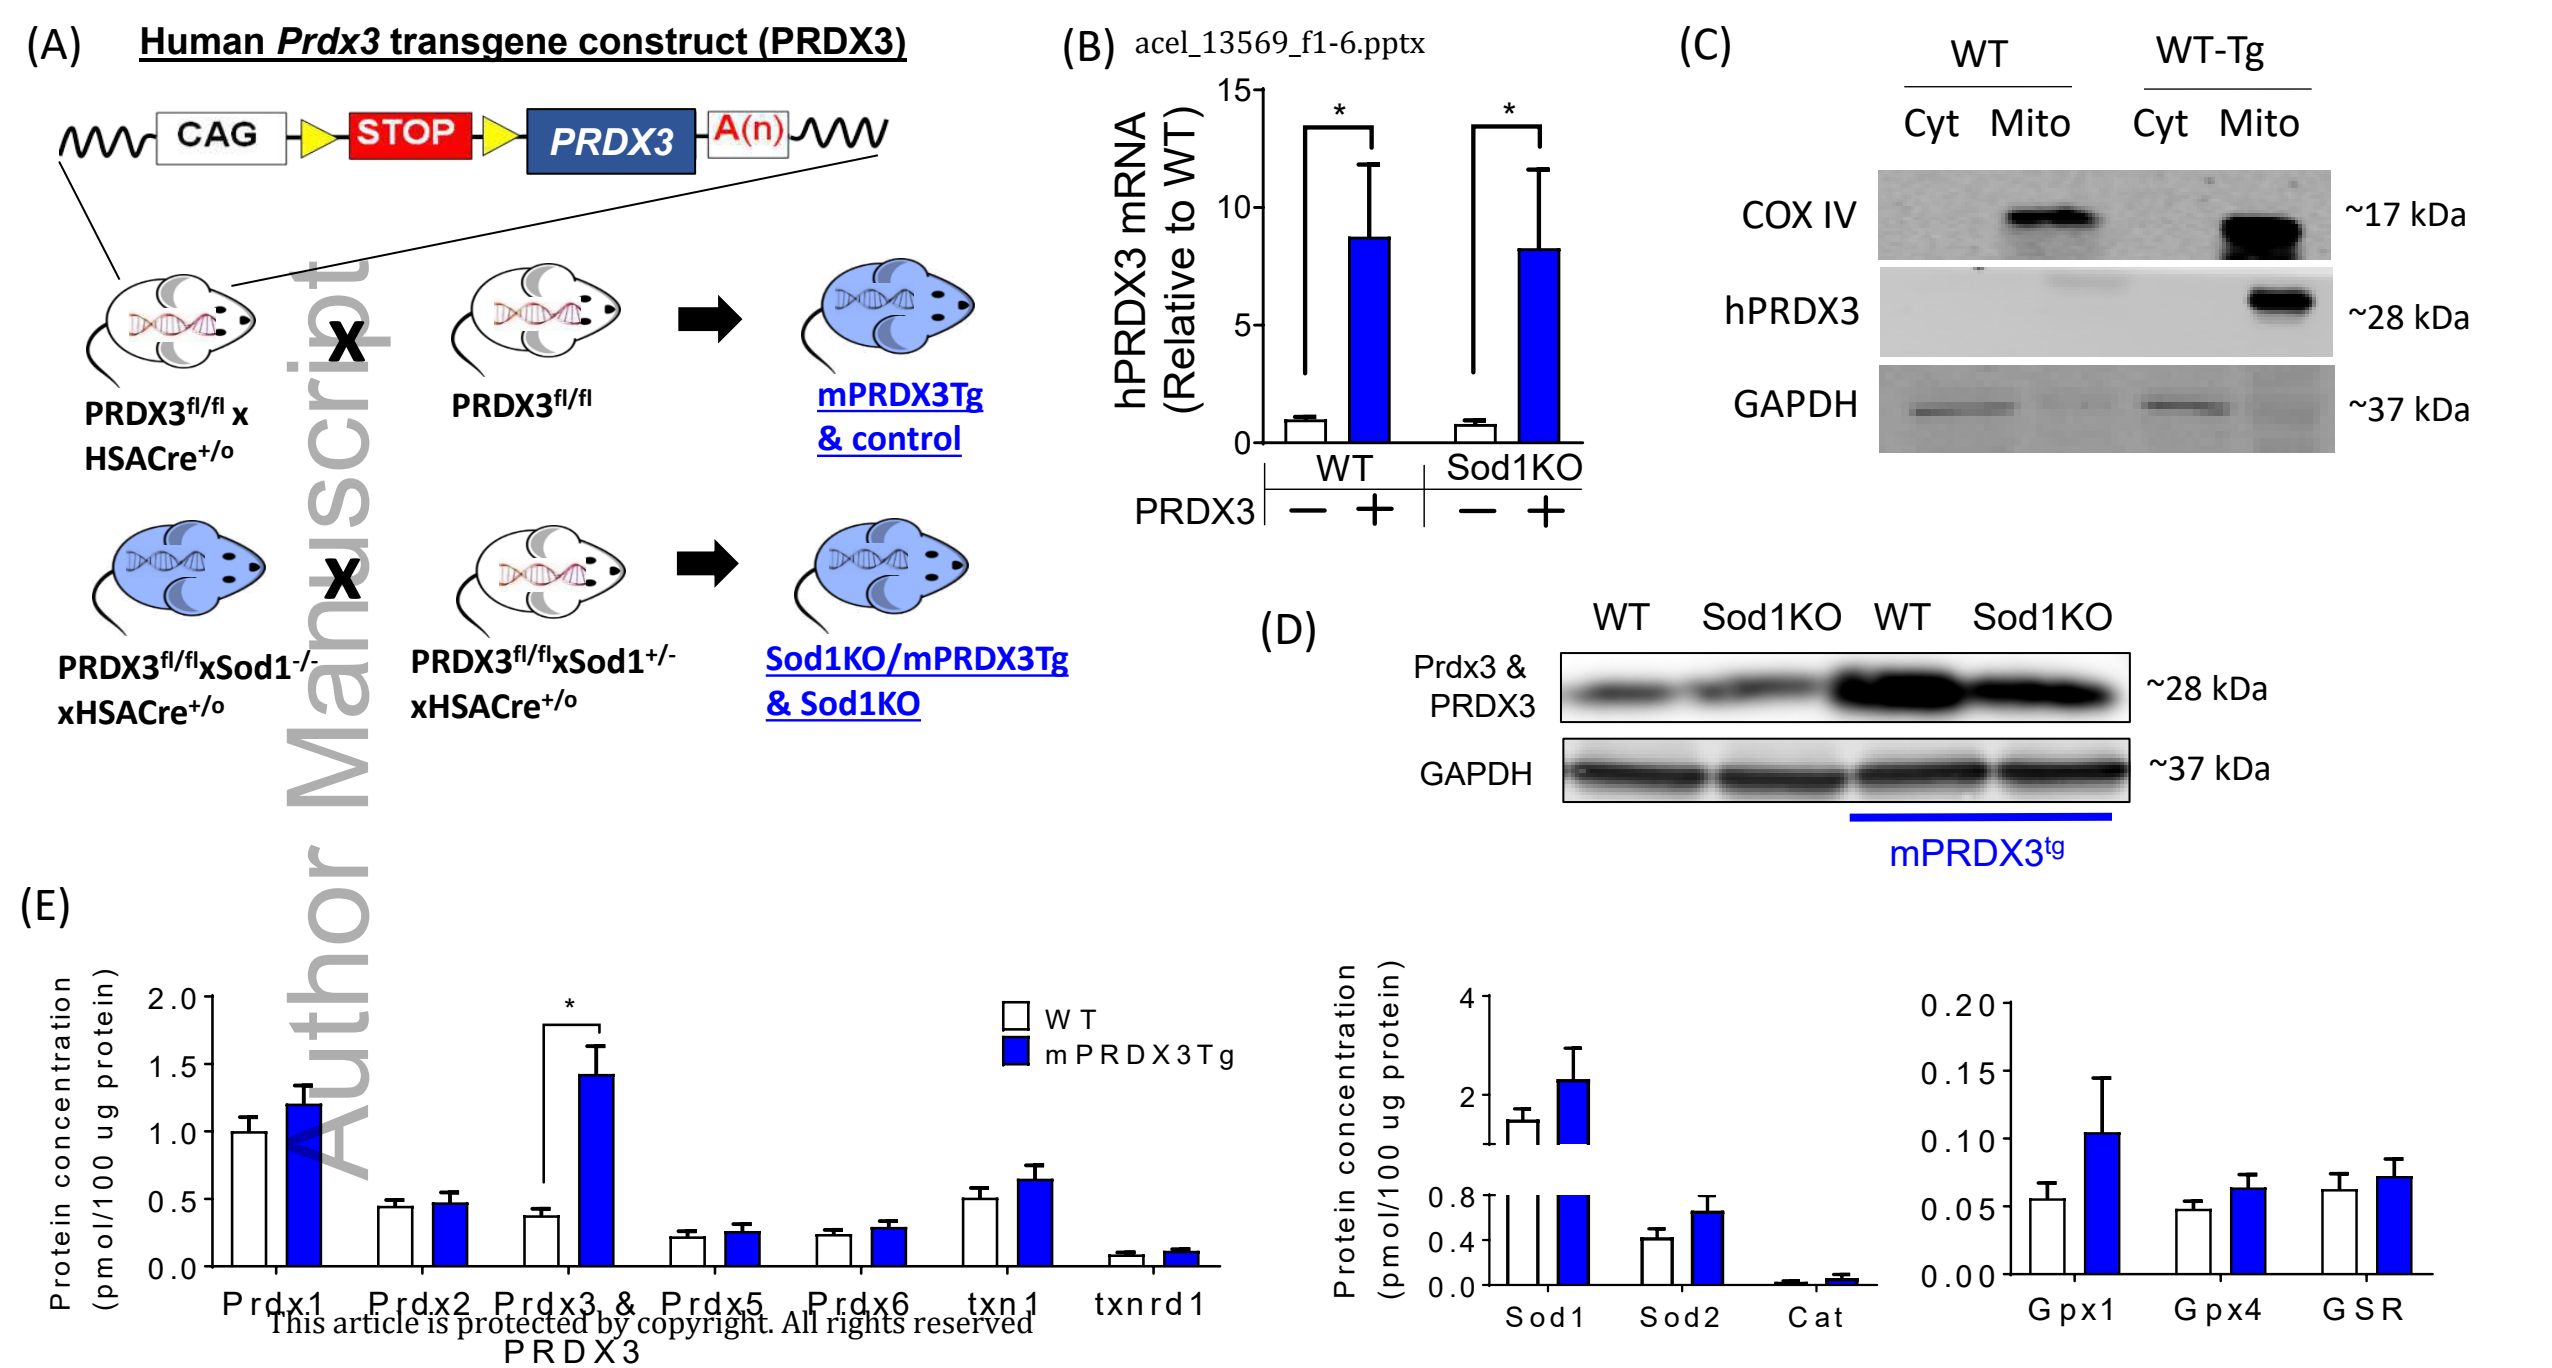 (A)
Human Prdx3 transgene construct (PRDX3)
CAG
STOP
PRDX3
A(n)
X
PRDX3fl/fl x
HSACre+/o
PRDX3fl/fl
mPRDX3Tg
& control
X
PRDX3fl/flxSod1-/-
xHSACre+/o
PRDX3fl/flxSod1+/-
xHSACre+/o
Sod1KO/mPRDX3Tg
& Sod1KO
Author Manuscript
(B)
acel_13569_f1-6.pptx
hPRDX3 mRNA
(Relative to WT)
15
10
5
0
*
*
WT
Sod1KO
PRDX3
− + − +
(C)
WT
WT-Tg
Cyt Mito Cyt Mito
COX IV
~17 kDa
hPRDX3
~28 kDa
GAPDH
~37 kDa
(D)
WT Sod1KO WT Sod1KO
Prdx3 &
PRDX3
~28 kDa
GAPDH
~37 kDa
mPRDX3tg
(E)
Protein concentration
(pmol/100 ug protein)
2.0
1.5
1.0
0.5
0.0
*
WT
mPRDX3Tg
Prdx1 Prdx2 Prdx3 & Prdx5 Prdx6 txn1 txnrd1
PRDX3
This article is protected by copyright. All rights reserved
Protein concentration
(pmol/100 ug protein)
4
2
0.8
0.4
0.0
Sod1 Sod2 Cat
0.20
0.15
0.10
0.05
0.00
Gpx1 Gpx4 GSR